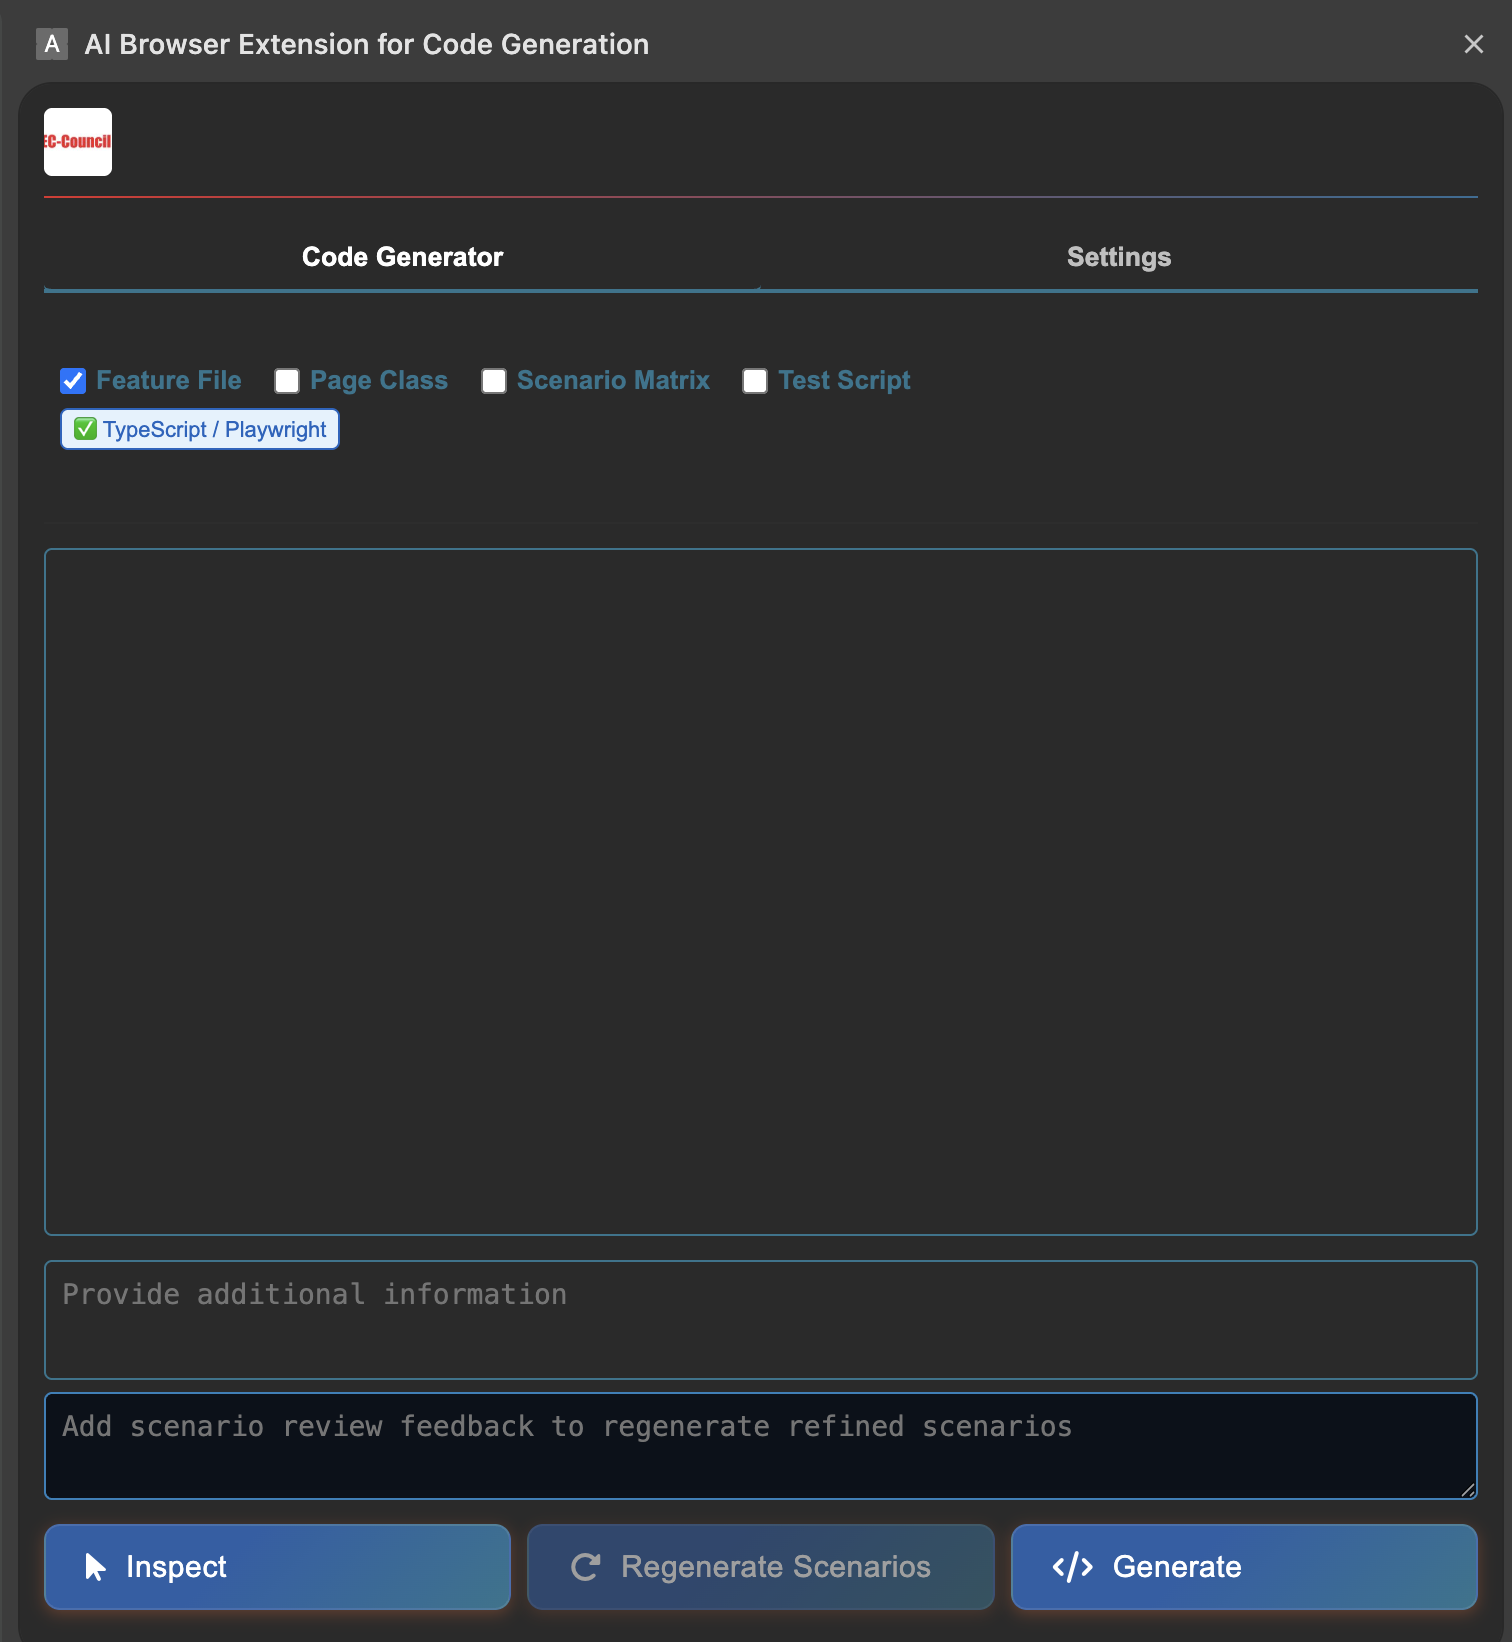 A AI Browser Extension for Code Generation
EC-Council
Code Generator Settings
Feature File Page Class Scenario Matrix Test Script
TypeScript / Playwright
Provide additional information
Add scenario review feedback to regenerate refined scenarios
Inspect Regenerate Scenarios </> Generate